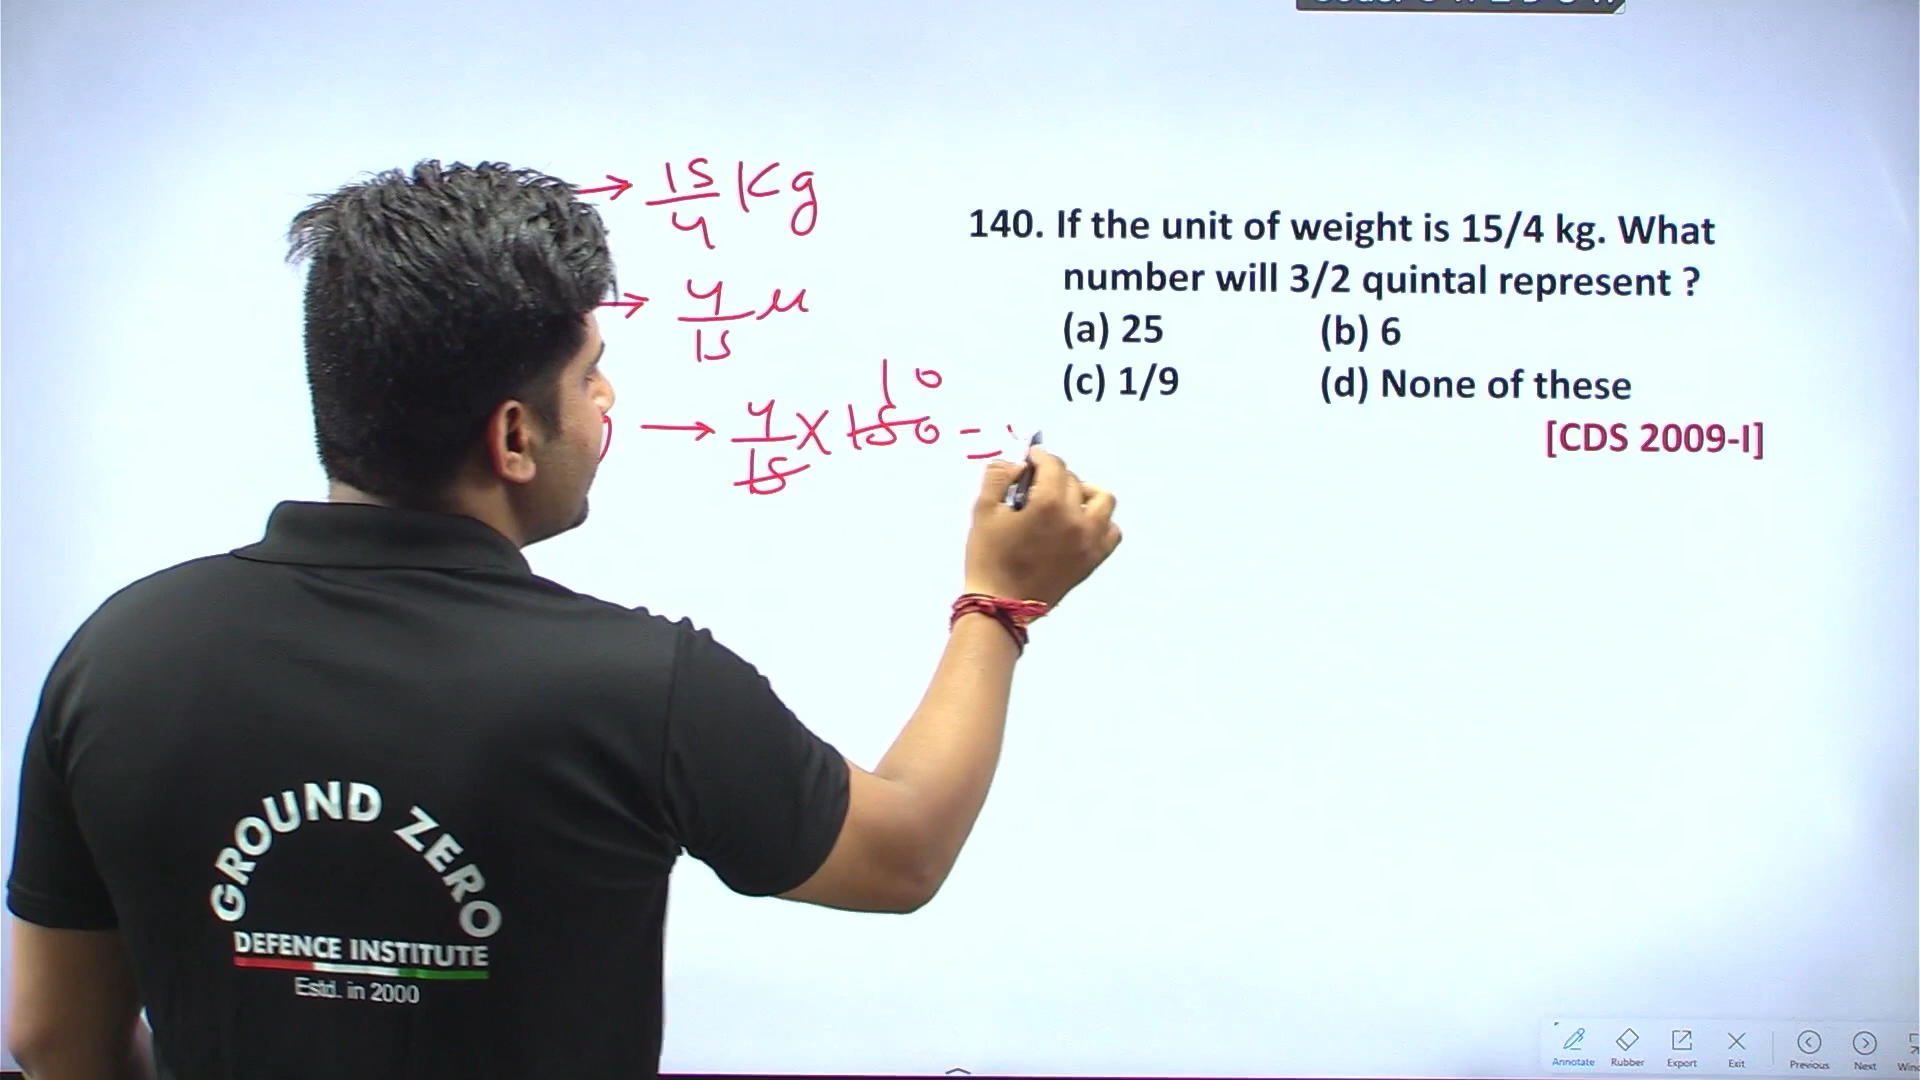 → 15/4 Kg
→ 4/15 u
→ 4/15 × 150 =
10
140. If the unit of weight is 15/4 kg. What
number will 3/2 quintal represent ?
(a) 25 (b) 6
(c) 1/9 (d) None of these
[CDS 2009-I]
GROUND ZERO
DEFENCE INSTITUTE
Estd. in 2000
Annotate Rubber Export Exit Previous Next